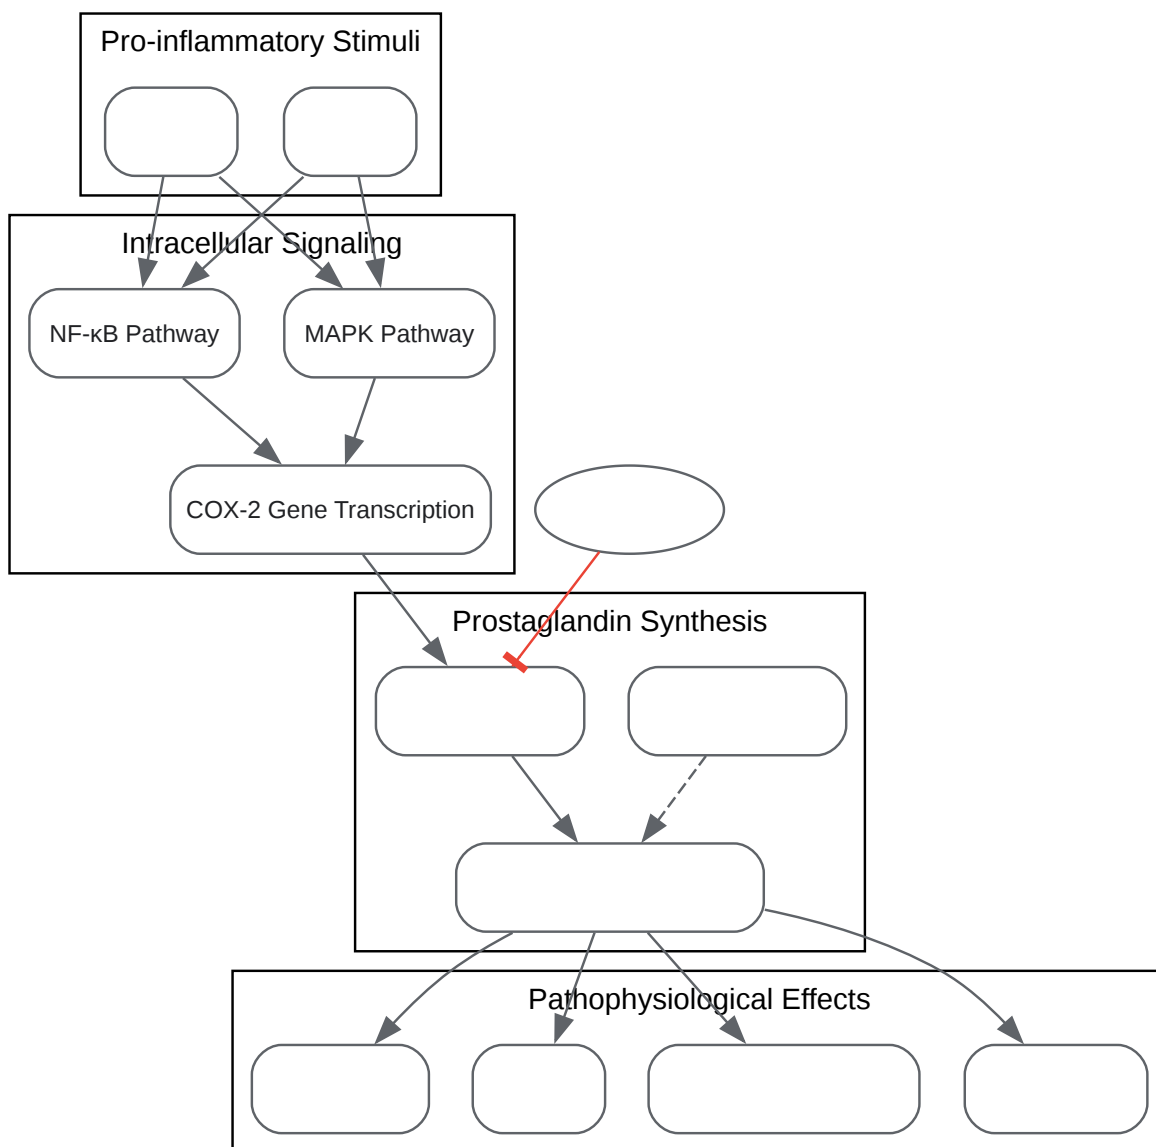 Pro-inflammatory Stimuli
Intracellular Signaling
NF-κB Pathway
MAPK Pathway
COX-2 Gene Transcription
Prostaglandin Synthesis
Pathophysiological Effects